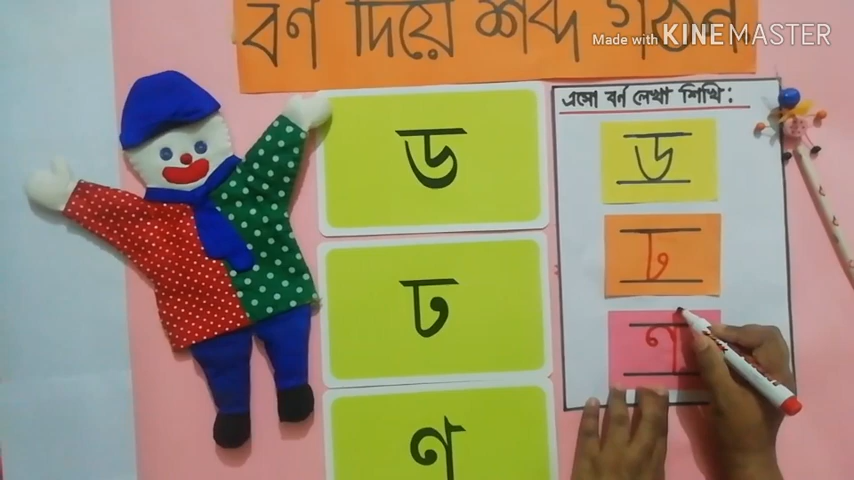 বর্ণ দিয়ে শব্দ গঠন
Made with KINEMASTER
এসো বর্ণ লেখা শিখি:
ড
ঢ
ণ
ড
ঢ
ণ